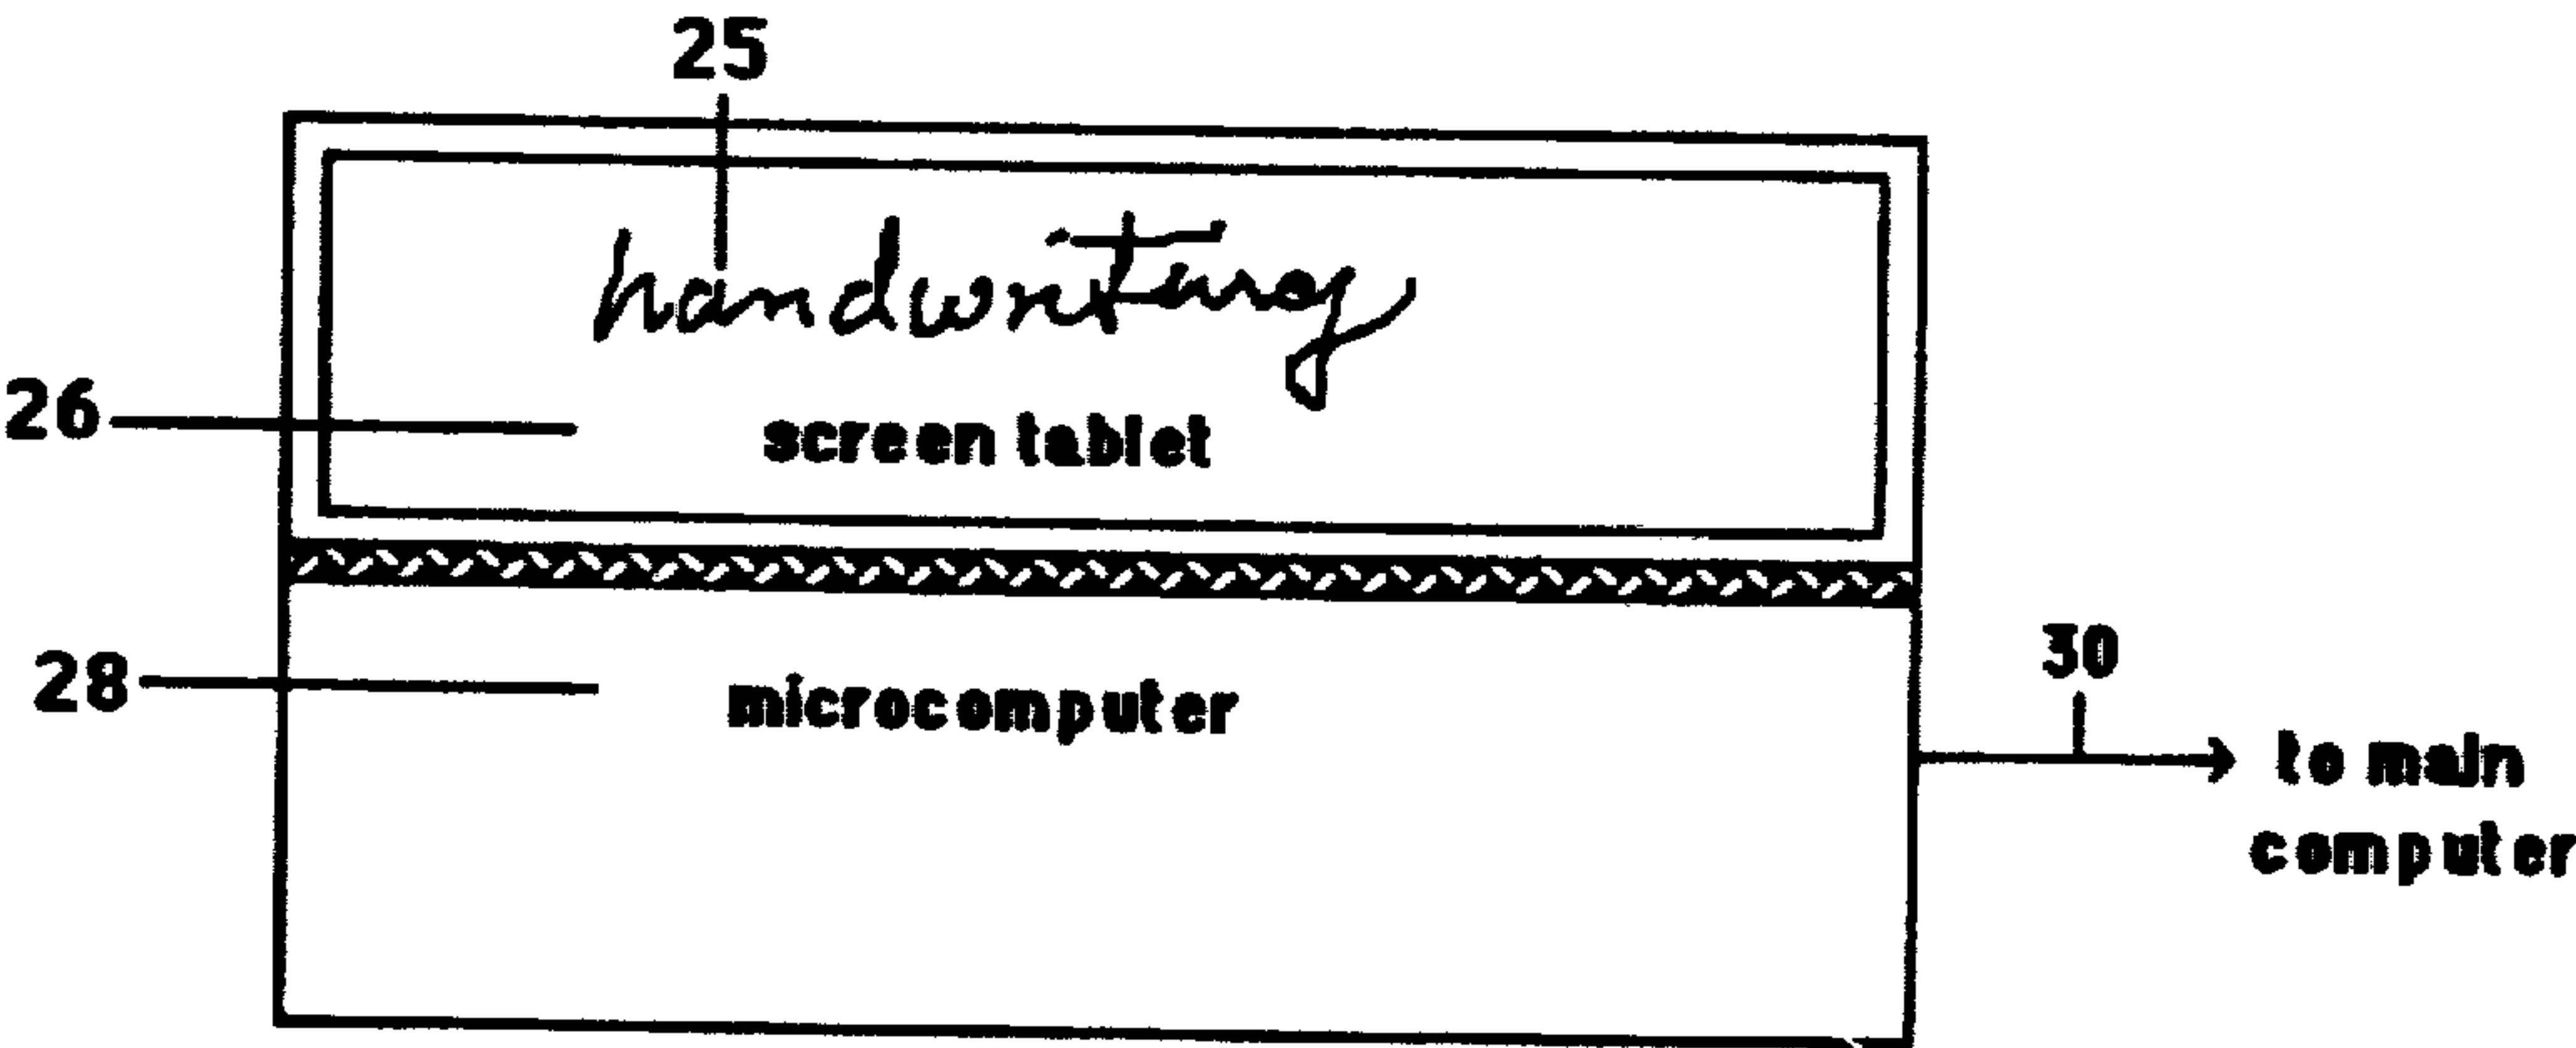 25
handwriting
26
screen tablet
28
microcomputer
30
to main
computer